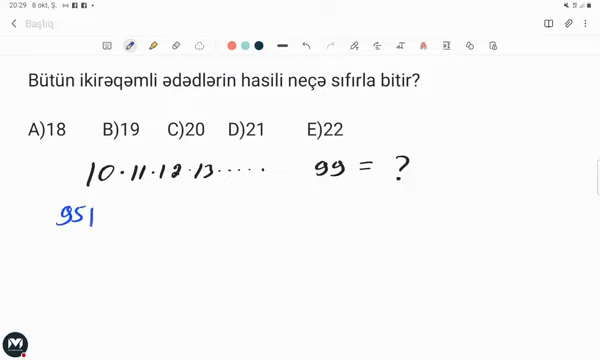 20:29 8 okt, Ş.
Başlıq
Bütün ikirəqəmli ədədlərin hasili neçə sıfırla bitir?
A)18 B)19 C)20 D)21 E)22
10·11·12·13······ 99 = ?
95|